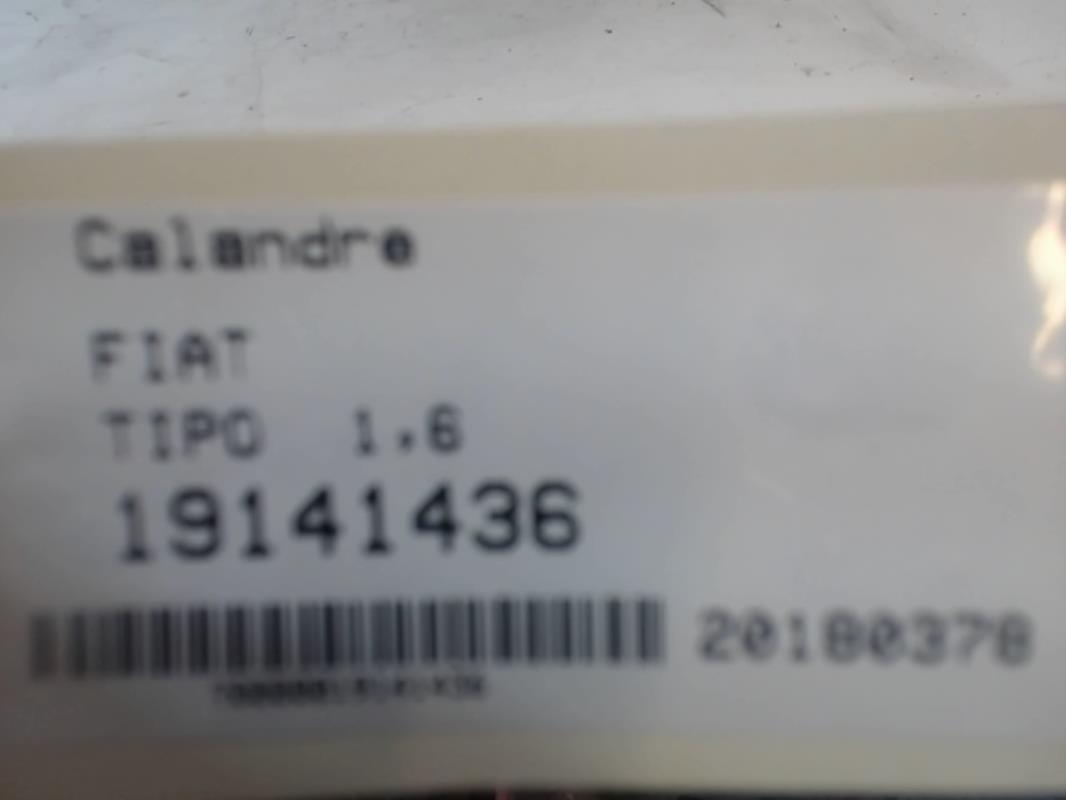 Calandre
FIAT
TIPO 1.6
19141436
20180378